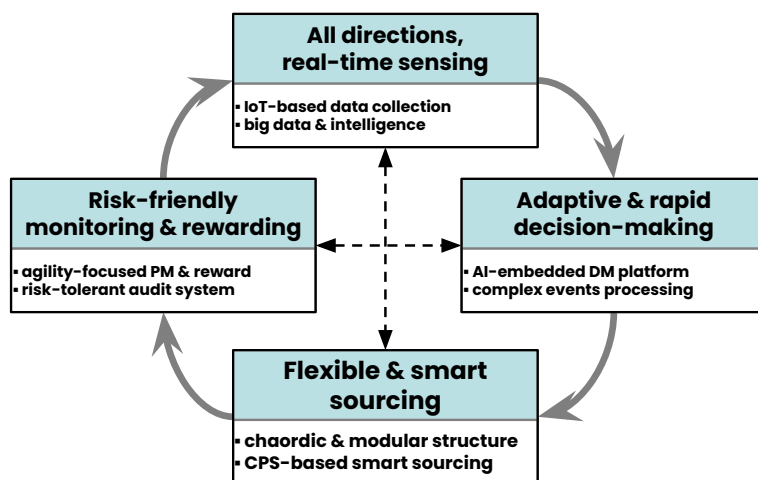 All directions,
real-time sensing
▪ IoT-based data collection
▪ big data & intelligence
Risk-friendly
monitoring & rewarding
▪ agility-focused PM & reward
▪ risk-tolerant audit system
Adaptive & rapid
decision-making
▪ AI-embedded DM platform
▪ complex events processing
Flexible & smart
sourcing
▪ chaordic & modular structure
▪ CPS-based smart sourcing